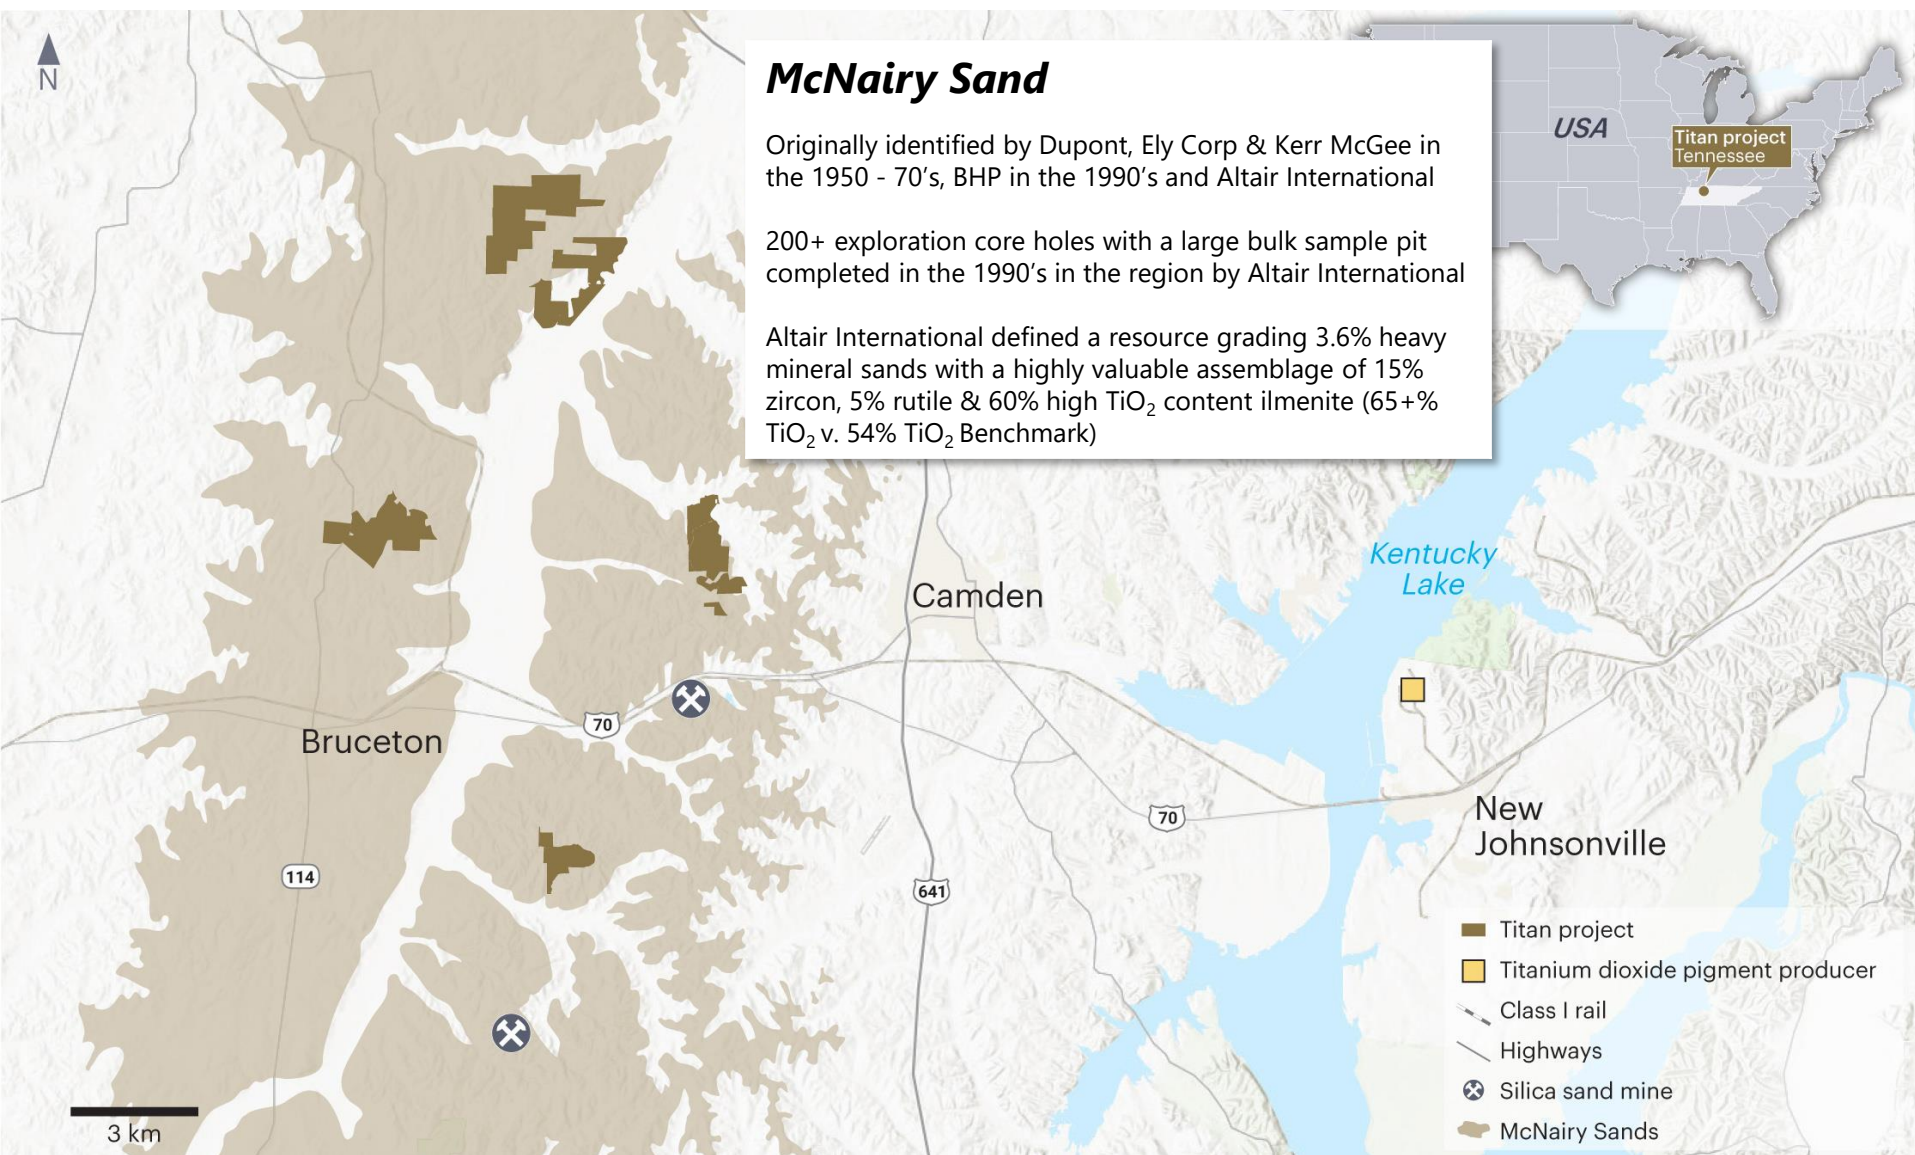 N
McNairy Sand
Originally identified by Dupont, Ely Corp & Kerr McGee in
the 1950 - 70's, BHP in the 1990's and Altair International
200+ exploration core holes with a large bulk sample pit
completed in the 1990's in the region by Altair International
Altair International defined a resource grading 3.6% heavy
mineral sands with a highly valuable assemblage of 15%
zircon, 5% rutile & 60% high TiO₂ content ilmenite (65+%
TiO₂ v. 54% TiO₂ Benchmark)
USA
Titan project
Tennessee
Kentucky
Lake
Camden
Bruceton
70
70
New
Johnsonville
114
641
Titan project
Titanium dioxide pigment producer
Class I rail
Highways
Silica sand mine
McNairy Sands
3 km